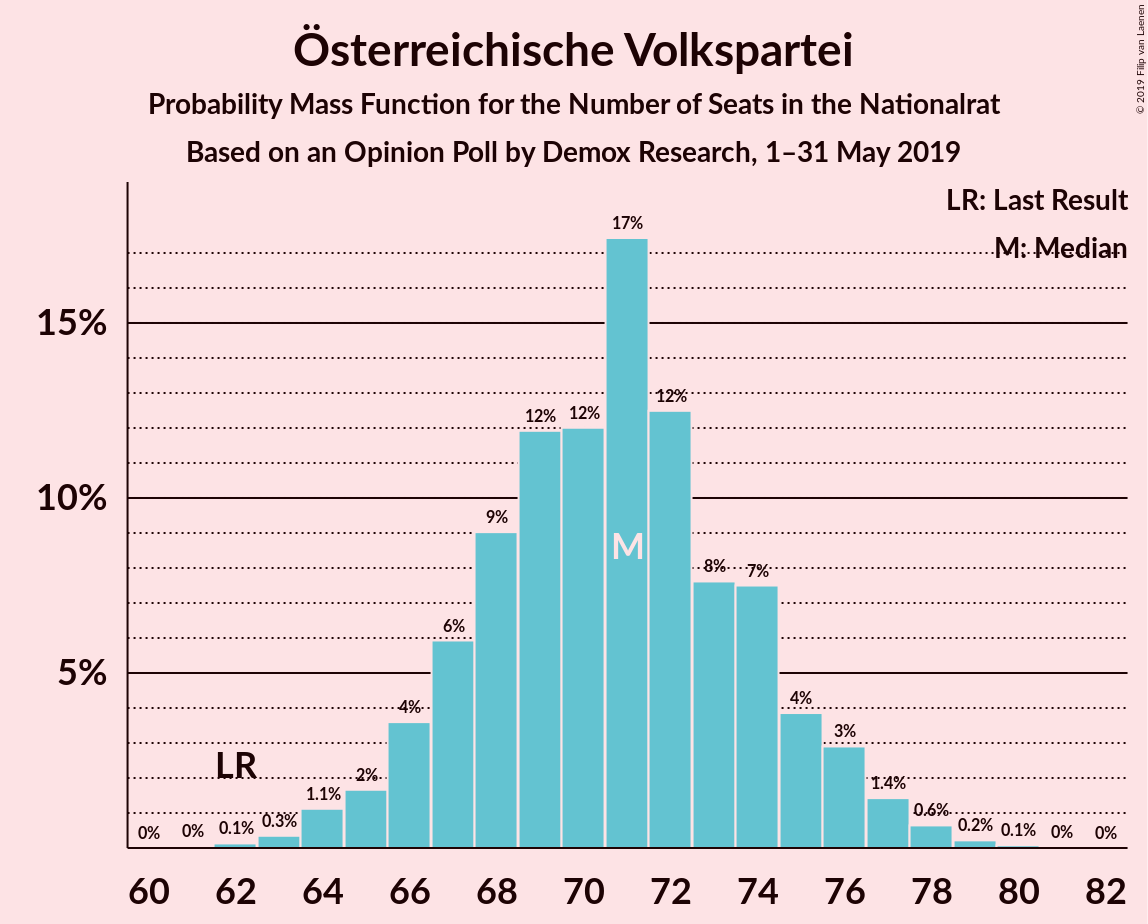 Österreichische Volkspartei
Probability Mass Function for the Number of Seats in the Nationalrat
Based on an Opinion Poll by Demox Research, 1–31 May 2019
© 2019 Filip van Laenen
LR: Last Result
M: Median
15%
10%
5%
0%
0%
0.1%
0.3%
1.1%
2%
4%
6%
9%
12%
12%
17%
12%
8%
7%
4%
3%
1.4%
0.6%
0.2%
0.1%
0%
0%
LR
M
60 62 64 66 68 70 72 74 76 78 80 82